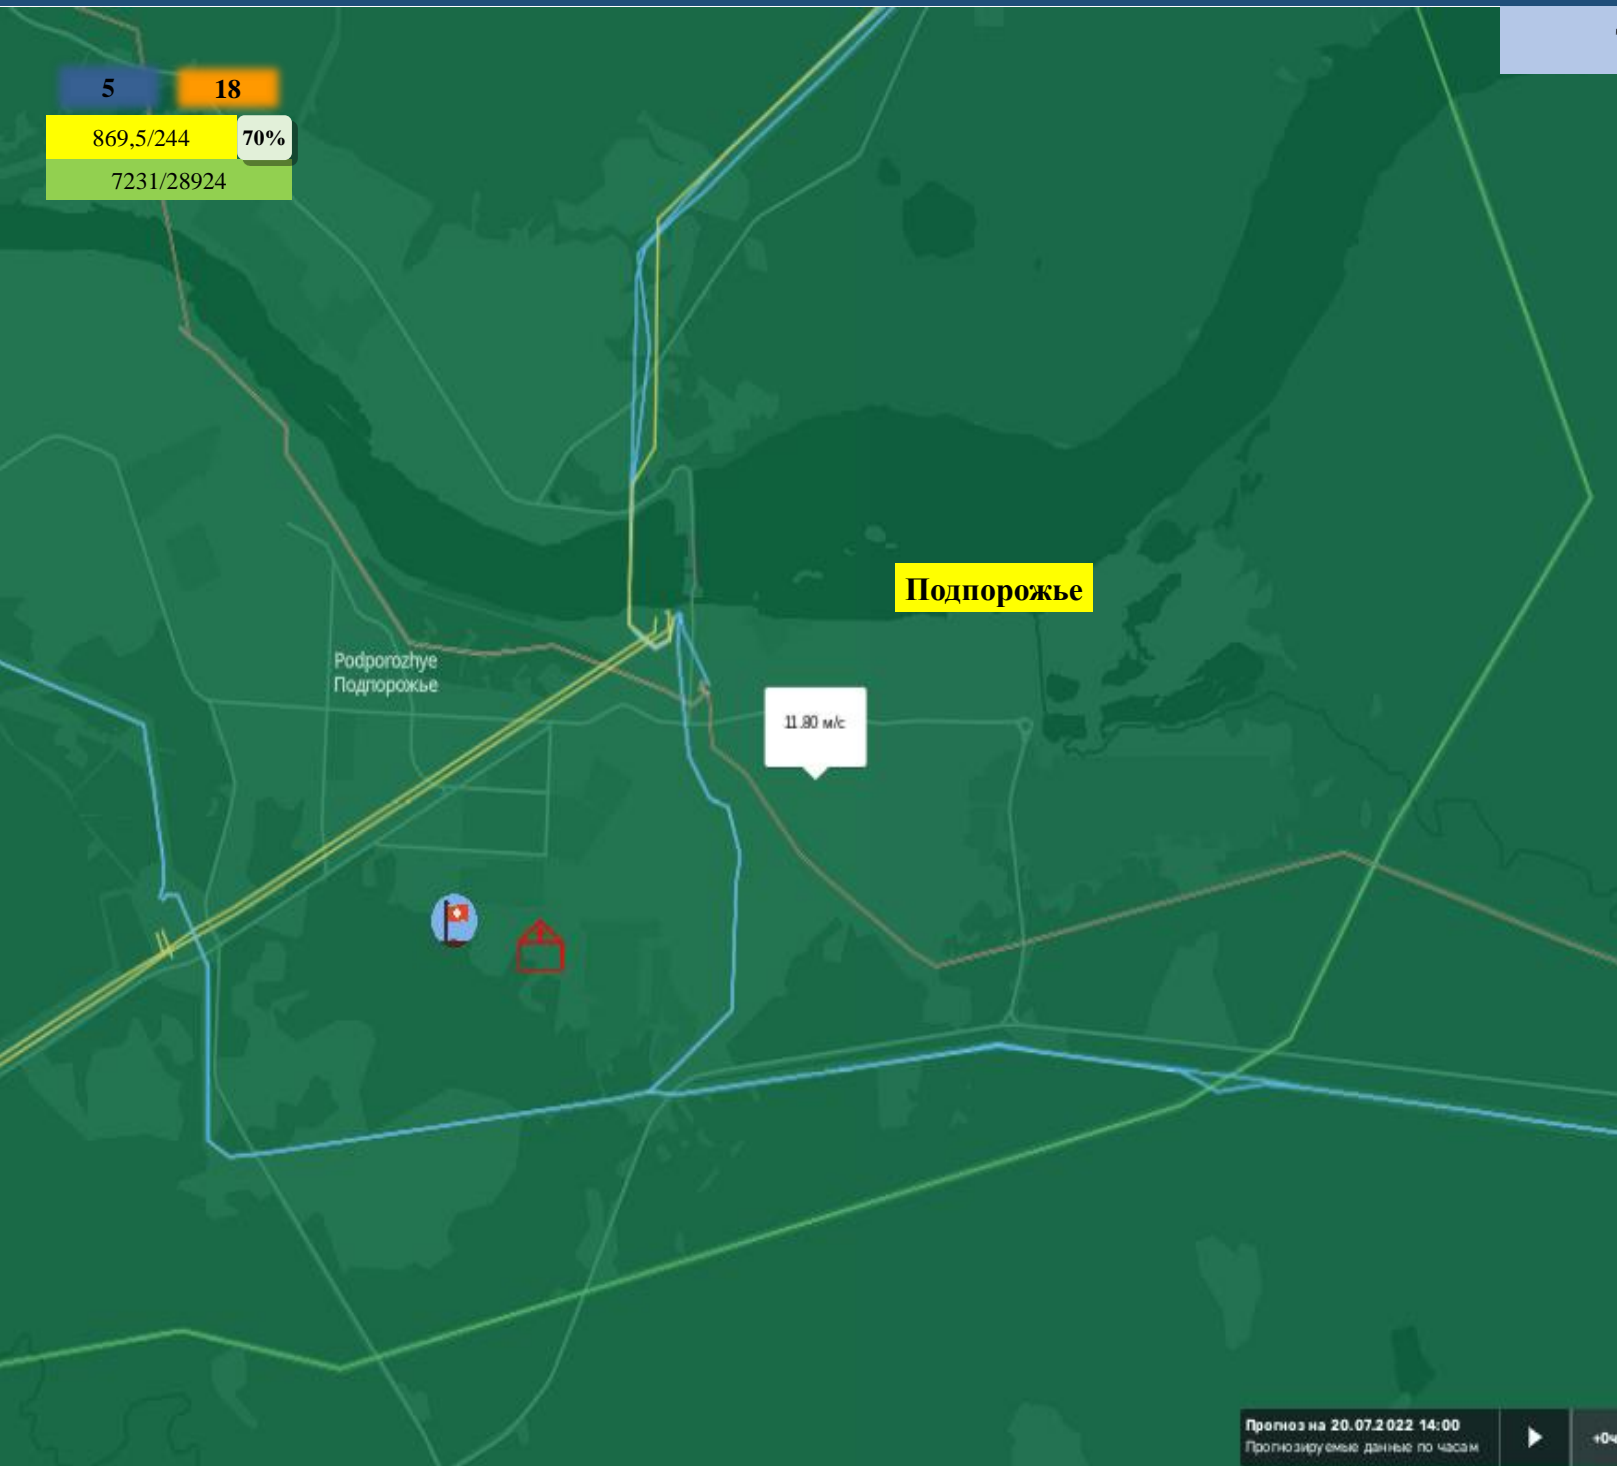 5
18
869,5/244
70%
7231/28924
Подпорожье
Podporozhye
Подпорожье
11.80 м/с
Прогноз на 20.07.2022 14:00
Прогнозируемые данные по часам
+0ч